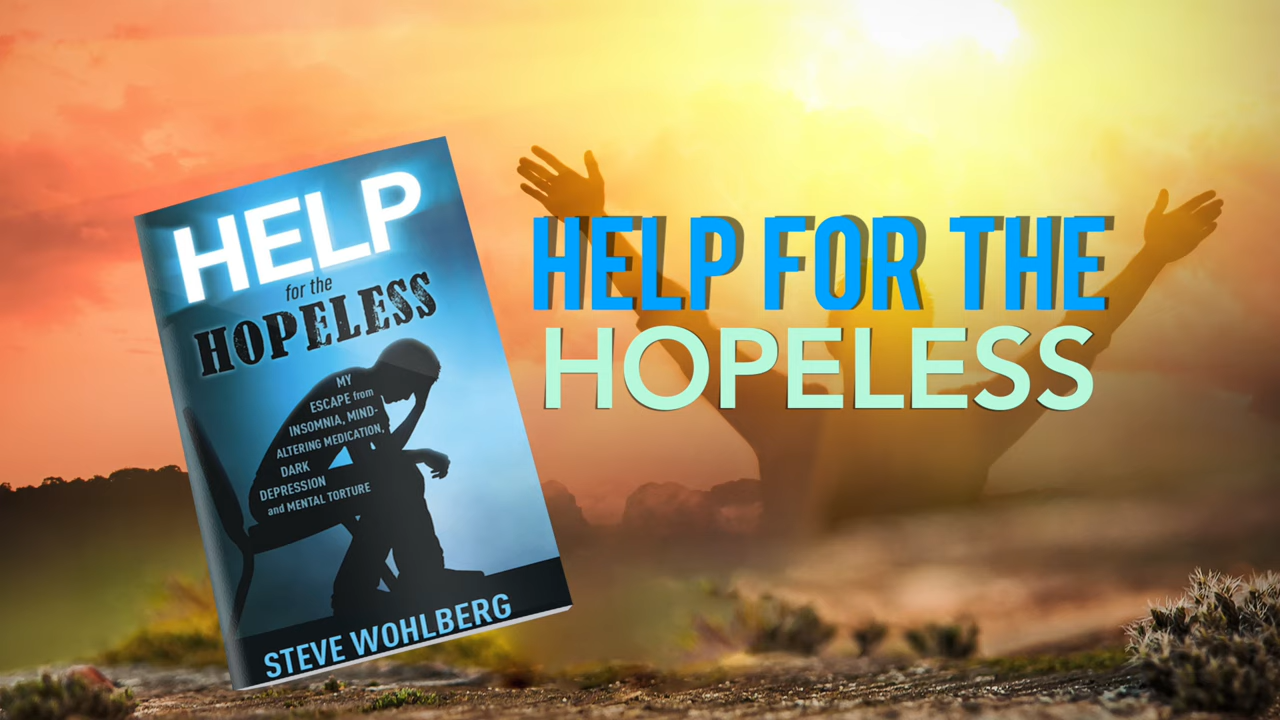 HELP
for the
HOPELESS
MY
ESCAPE from
INSOMNIA, MIND-
ALTERING MEDICATION,
DARK
DEPRESSION
and MENTAL TORTURE
STEVE WOHLBERG
HELP FOR THE
HOPELESS